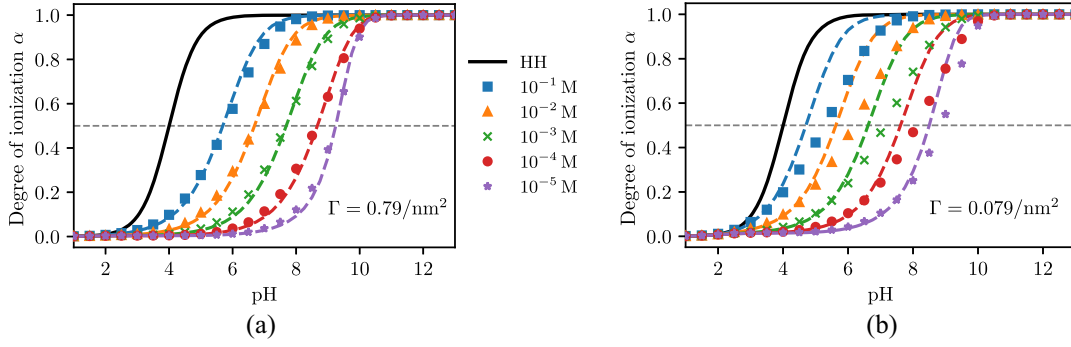 Degree of ionization α
1.0
0.8
0.6
0.4
0.2
0.0
Γ = 0.79/nm²
2 4 6 8 10 12
pH
(a)
HH
10⁻¹ M
10⁻² M
10⁻³ M
10⁻⁴ M
10⁻⁵ M
Degree of ionization α
1.0
0.8
0.6
0.4
0.2
0.0
Γ = 0.079/nm²
2 4 6 8 10 12
pH
(b)